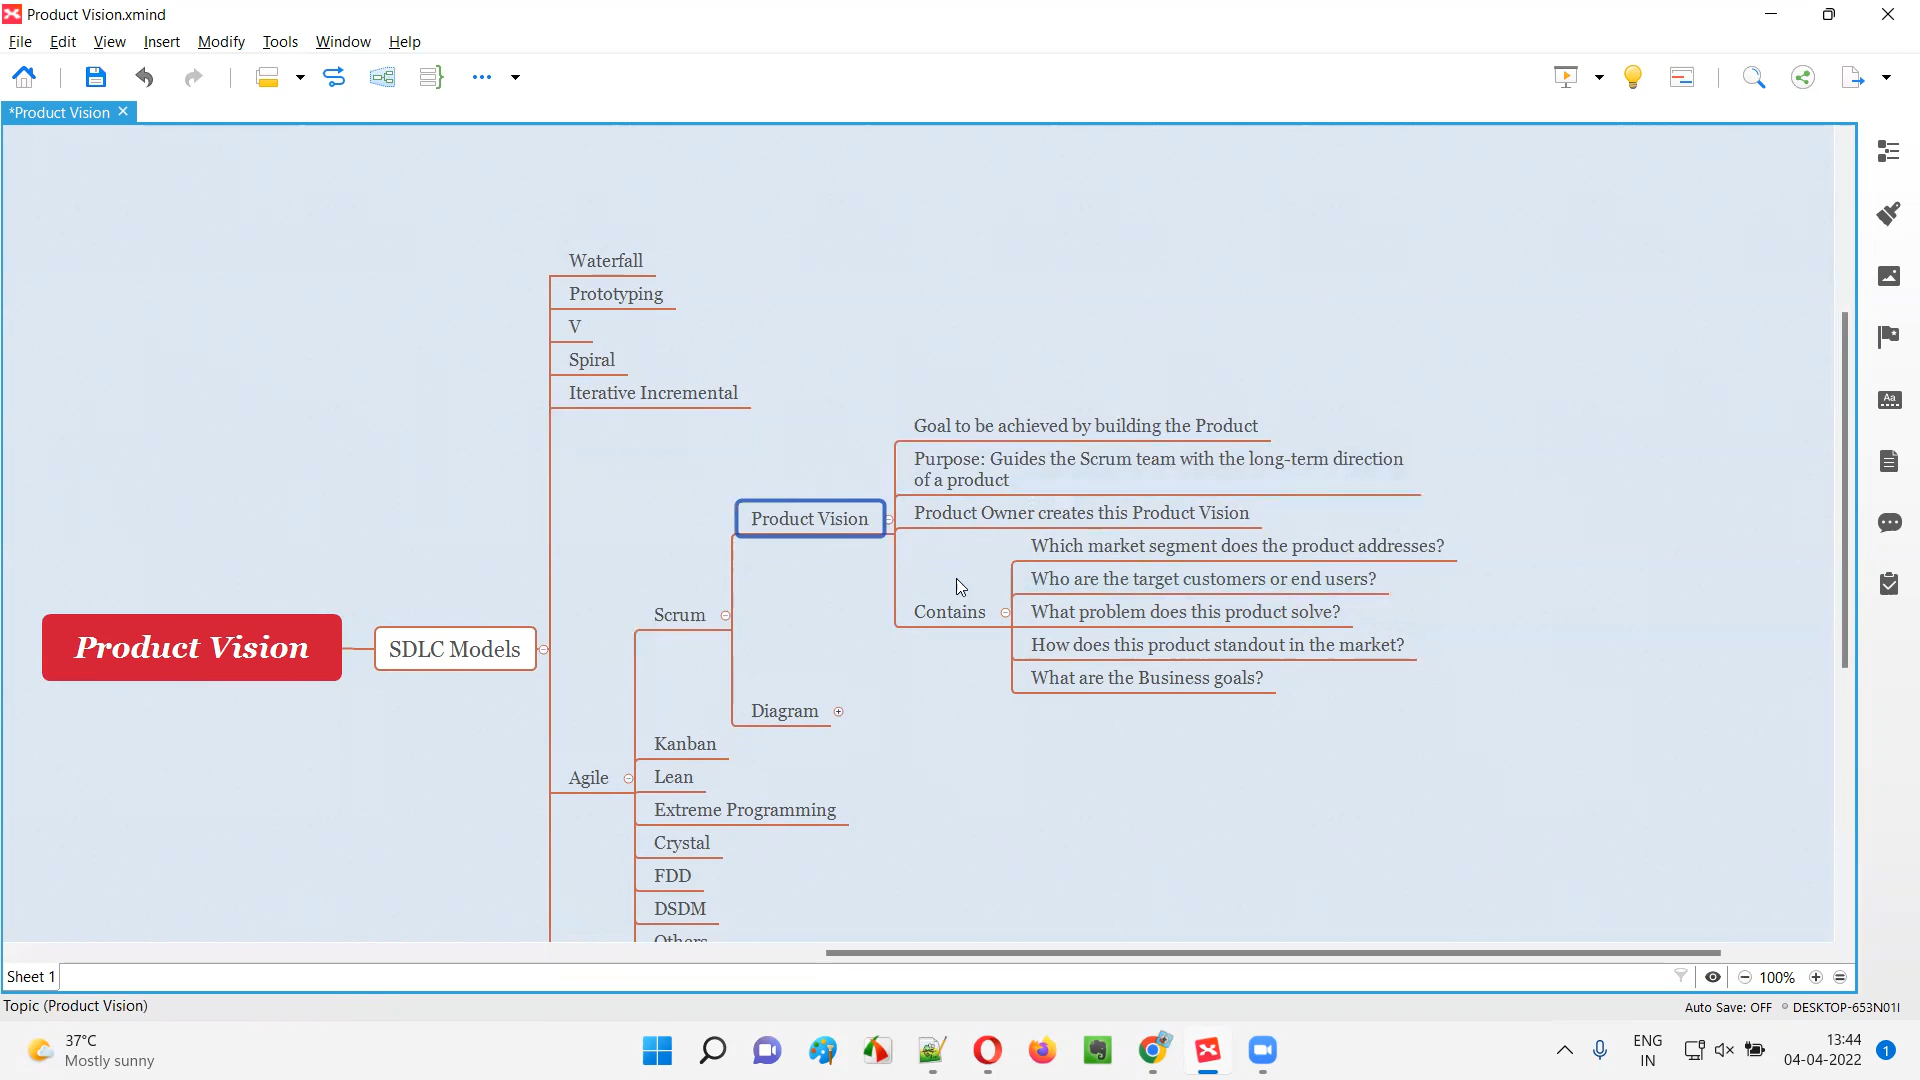 Product Vision.xmind
File Edit View Insert Modify Tools Window Help
*Product Vision
Waterfall
Prototyping
V
Spiral
Iterative Incremental
Goal to be achieved by building the Product
Purpose: Guides the Scrum team with the long-term direction
of a product
Product Vision
Product Owner creates this Product Vision
Which market segment does the product addresses?
Who are the target customers or end users?
Contains
What problem does this product solve?
How does this product standout in the market?
What are the Business goals?
Scrum
Product Vision
SDLC Models
Diagram
Kanban
Agile
Lean
Extreme Programming
Crystal
FDD
DSDM
Others
Sheet 1
100%
Topic (Product Vision)
Auto Save: OFF
DESKTOP-653N01I
37°C
Mostly sunny
ENG
IN
13:44
04-04-2022
1
Aa